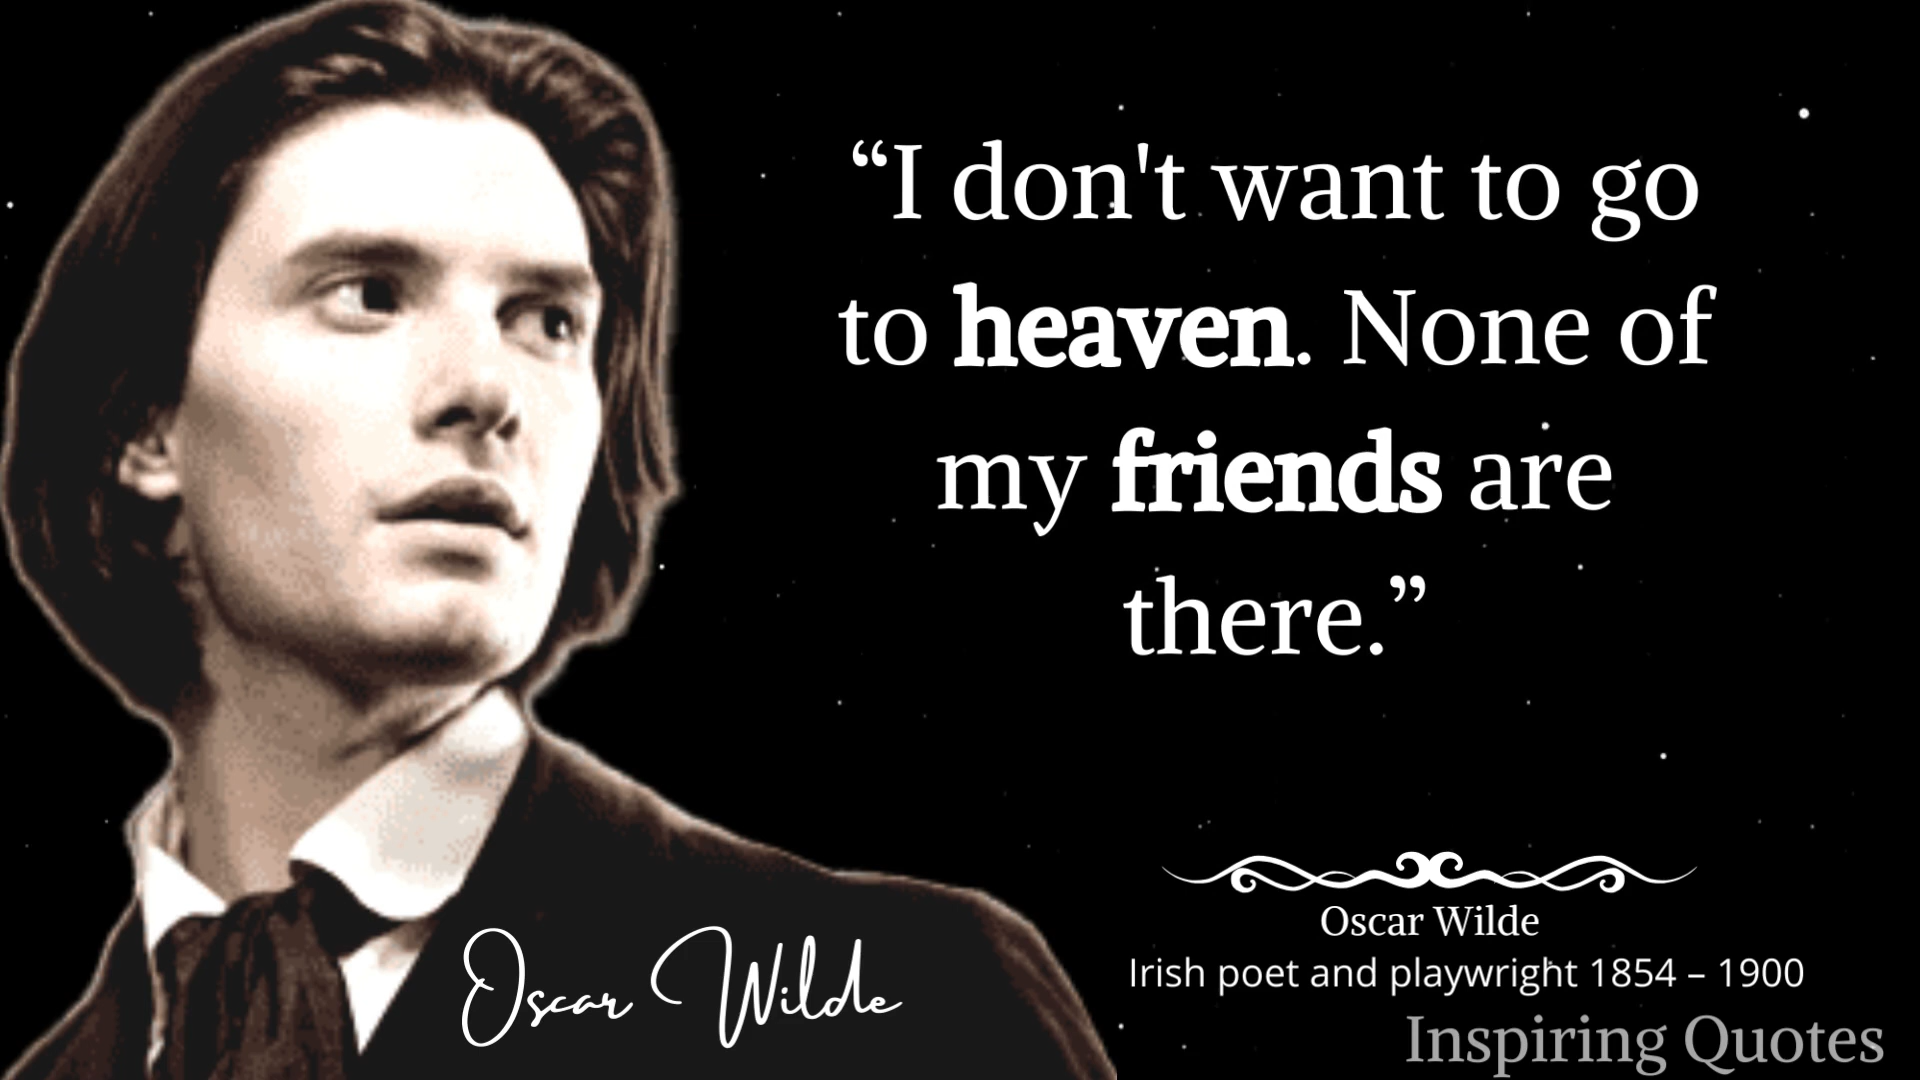 “I don't want to go
to heaven. None of
my friends are
there.”
Oscar Wilde
Oscar Wilde
Irish poet and playwright 1854 – 1900
Inspiring Quotes